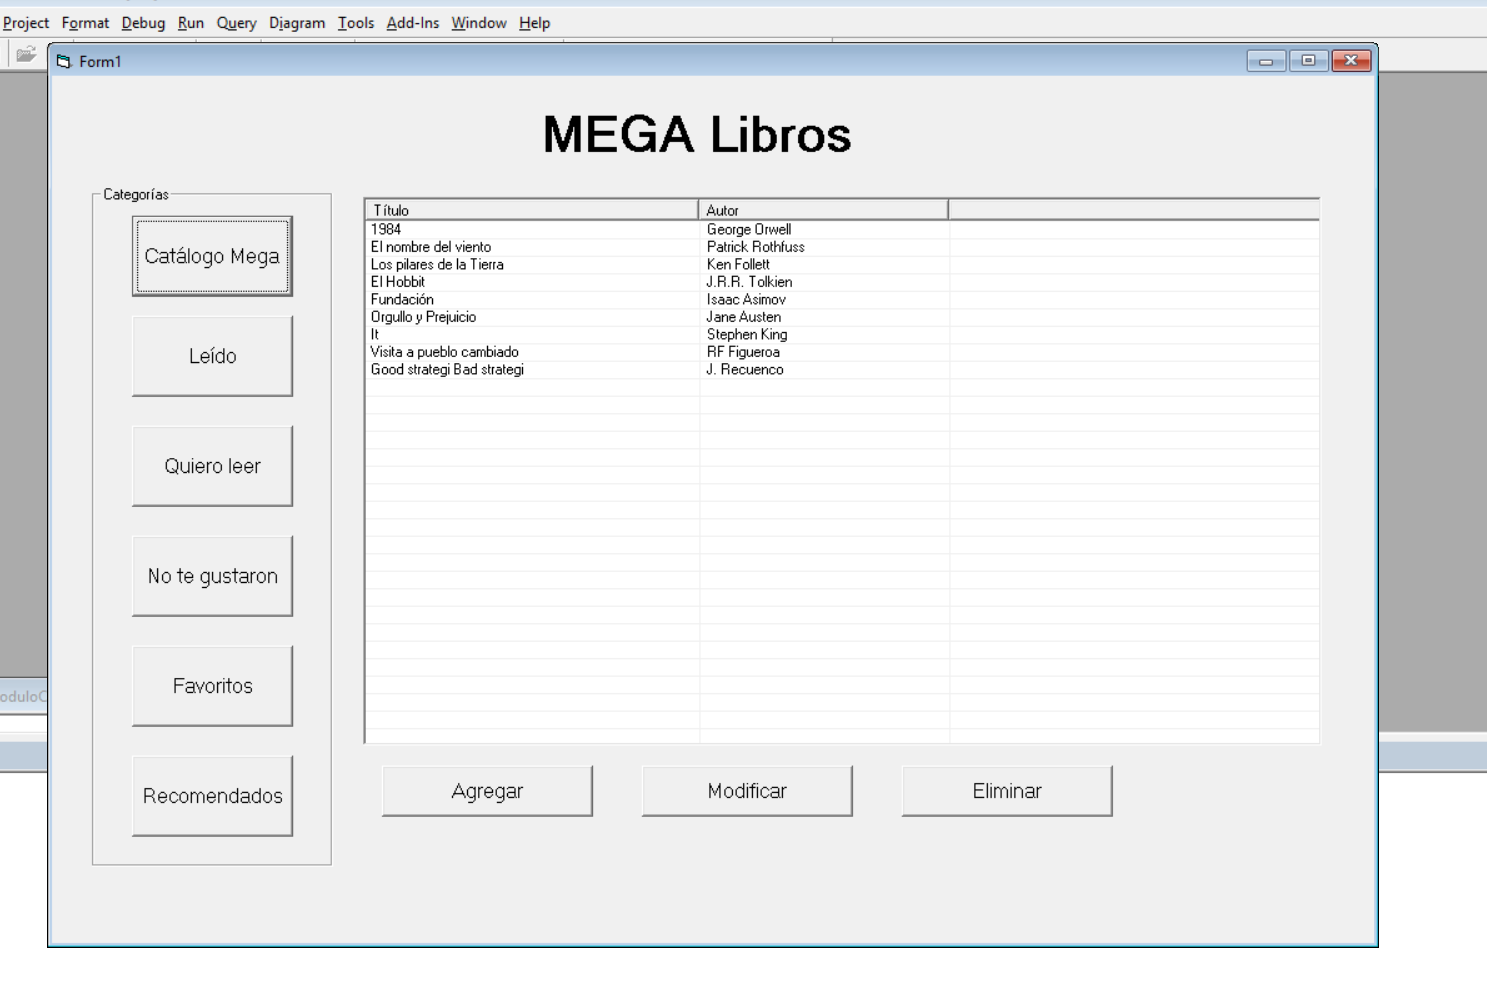 Project Format Debug Run Query Diagram Tools Add-Ins Window Help
Form1
MEGA Libros
Categorías
Catálogo Mega
Leído
Quiero leer
No te gustaron
Favoritos
Recomendados
Título Autor
1984 George Orwell
El nombre del viento Patrick Rothfuss
Los pilares de la Tierra Ken Follett
El Hobbit J.R.R. Tolkien
Fundación Isaac Asimov
Orgullo y Prejuicio Jane Austen
It Stephen King
Visita a pueblo cambiado RF Figueroa
Good strategi Bad strategi J. Recuenco
Agregar Modificar Eliminar